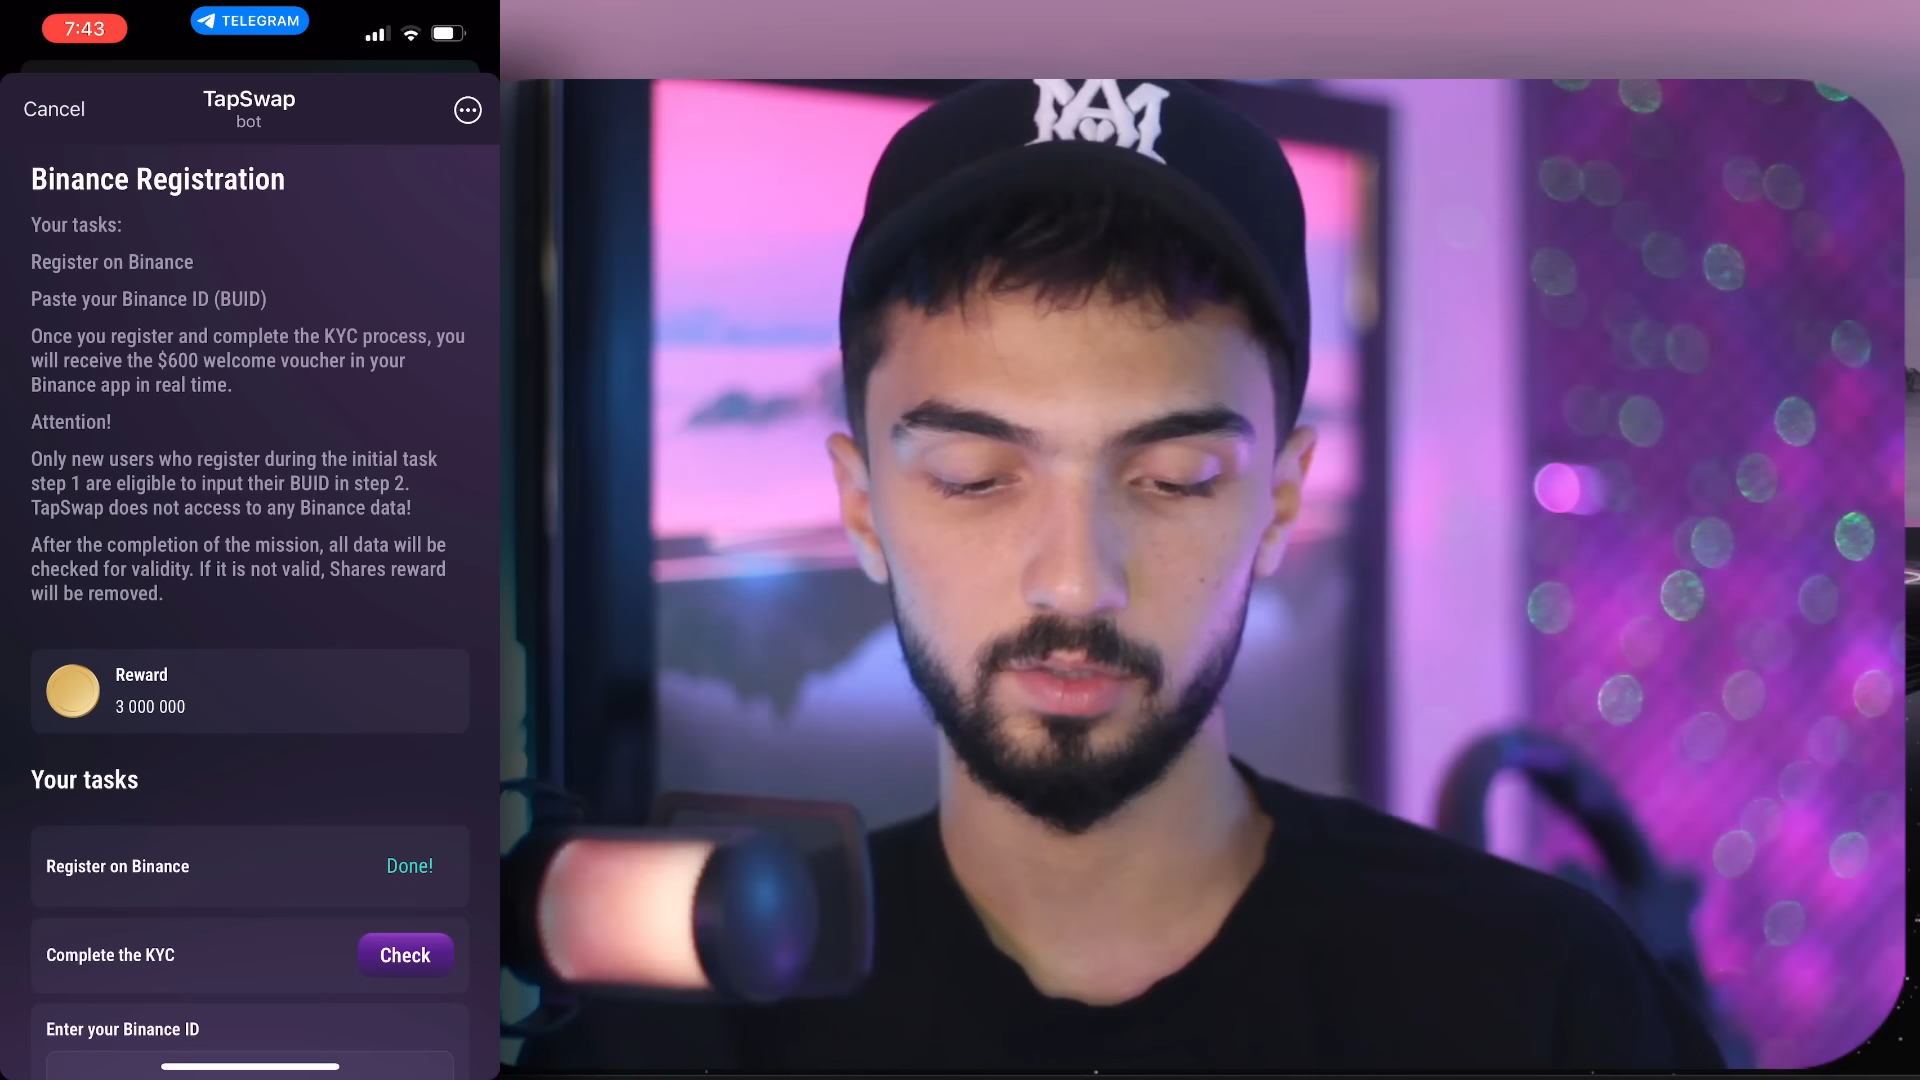 7:43
TELEGRAM
Cancel
TapSwap
bot
Binance Registration
Your tasks:
Register on Binance
Paste your Binance ID (BUID)
Once you register and complete the KYC process, you
will receive the $600 welcome voucher in your
Binance app in real time.
Attention!
Only new users who register during the initial task
step 1 are eligible to input their BUID in step 2.
TapSwap does not access to any Binance data!
After the completion of the mission, all data will be
checked for validity. If it is not valid, Shares reward
will be removed.
Reward
3 000 000
Your tasks
Register on Binance
Done!
Complete the KYC
Check
Enter your Binance ID
MA